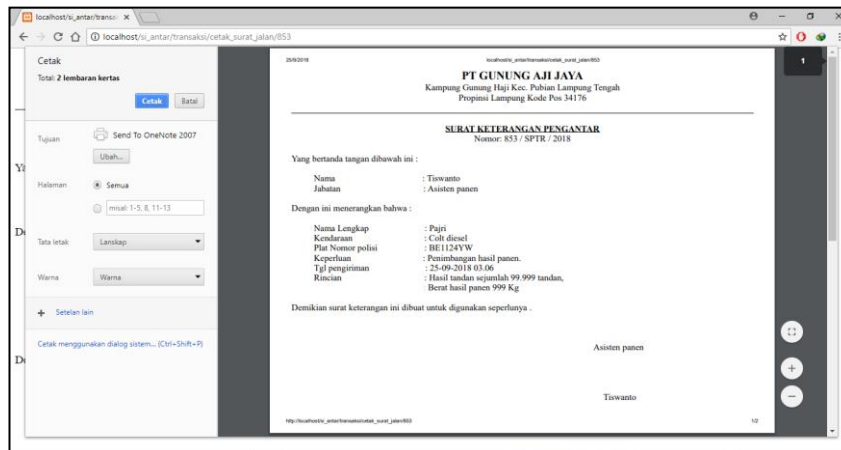 localhost/si_antar/transa
localhost/si_antar/transaksi/cetak_surat_jalan/853
Cetak
Total: 2 lembaran kertas
Cetak
Batal
Tujuan
Send To OneNote 2007
Ubah...
Halaman
Semua
misal: 1-5, 8, 11-13
Tata letak
Lanskap
Warna
Warna
Setelan lain
Cetak menggunakan dialog sistem... (Ctrl+Shift+P)
25/9/2018
localhost/si_antar/transaksi/cetak_surat_jalan/853
1
PT GUNUNG AJI JAYA
Kampung Gunung Haji Kec. Pubian Lampung Tengah
Propinsi Lampung Kode Pos 34176
SURAT KETERANGAN PENGANTAR
Nomor: 853 / SPTR / 2018
Yang bertanda tangan dibawah ini :
Nama : Tiswanto
Jabatan : Asisten panen
Dengan ini menerangkan bahwa :
Nama Lengkap : Pajri
Kendaraan : Colt diesel
Plat Nomor polisi : BE1124YW
Keperluan : Penimbangan hasil panen.
Tgl pengiriman : 25-09-2018 03.06
Rincian : Hasil tandan sejumlah 99.999 tandan,
Berat hasil panen 999 Kg
Demikian surat keterangan ini dibuat untuk digunakan seperlunya .
Asisten panen
Tiswanto
http://localhost/si_antar/transaksi/cetak_surat_jalan/853
1/2